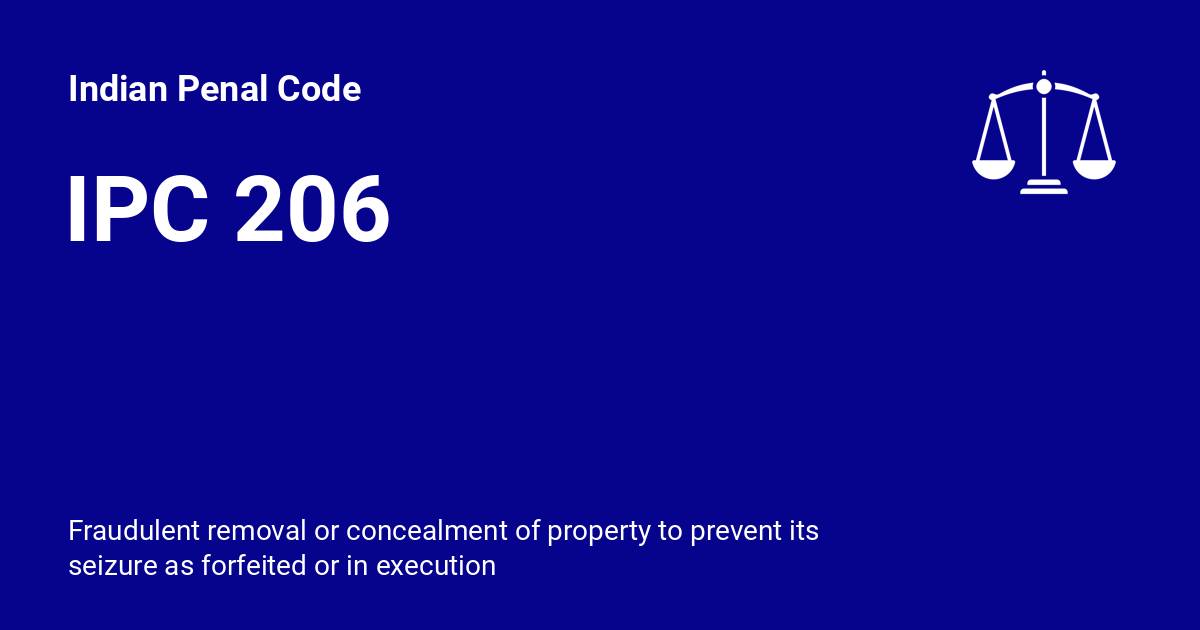 Indian Penal Code
IPC 206
Fraudulent removal or concealment of property to prevent its
seizure as forfeited or in execution